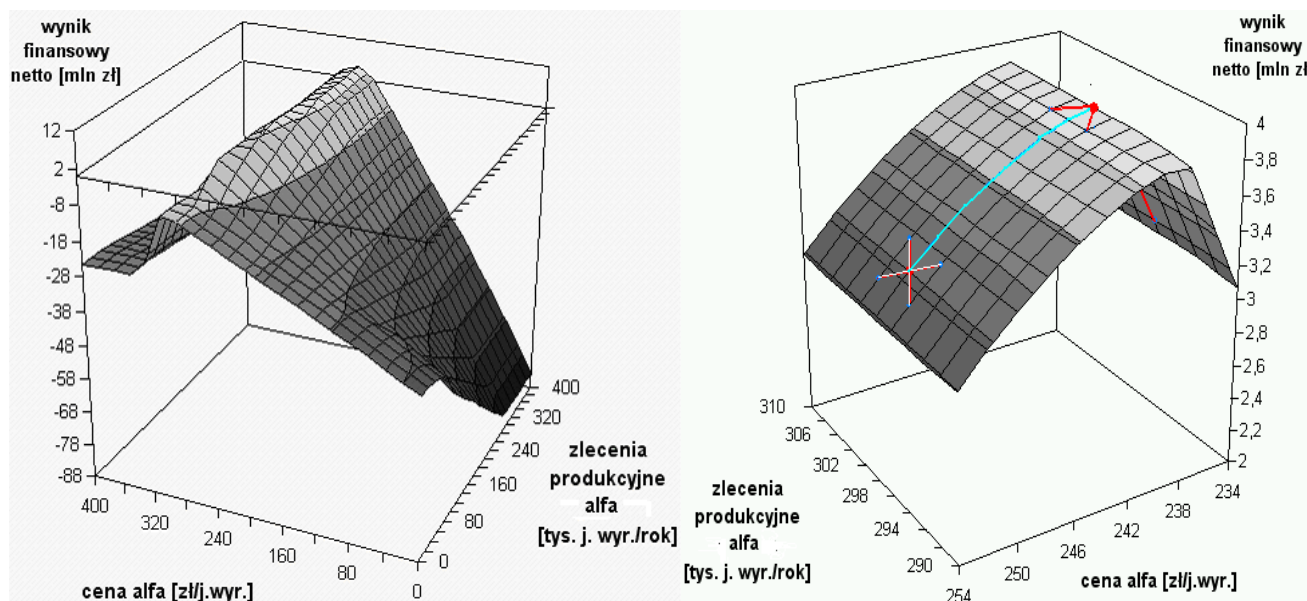 wynik
finansowy
netto [mln zł]
12
2
-8
-18
-28
-38
-48
-58
-68
-78
-88
400
320
240
160
80
0
cena alfa [zł/j.wyr.]
0
80
160
240
320
400
zlecenia
produkcyjne
alfa
[tys. j. wyr./rok]
wynik
finansowy
netto [mln zł
4
3,8
3,6
3,4
3,2
3
2,8
2,6
2,4
2,2
2
310
306
302
298
294
290
254
250
246
242
238
234
zlecenia
produkcyjne
alfa
[tys. j. wyr./rok]
cena alfa [zł/j.wyr.]